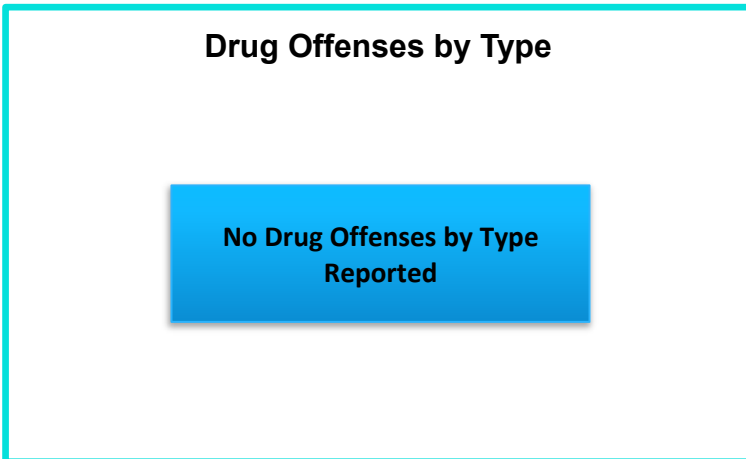 Drug Offenses by Type
No Drug Offenses by Type
Reported